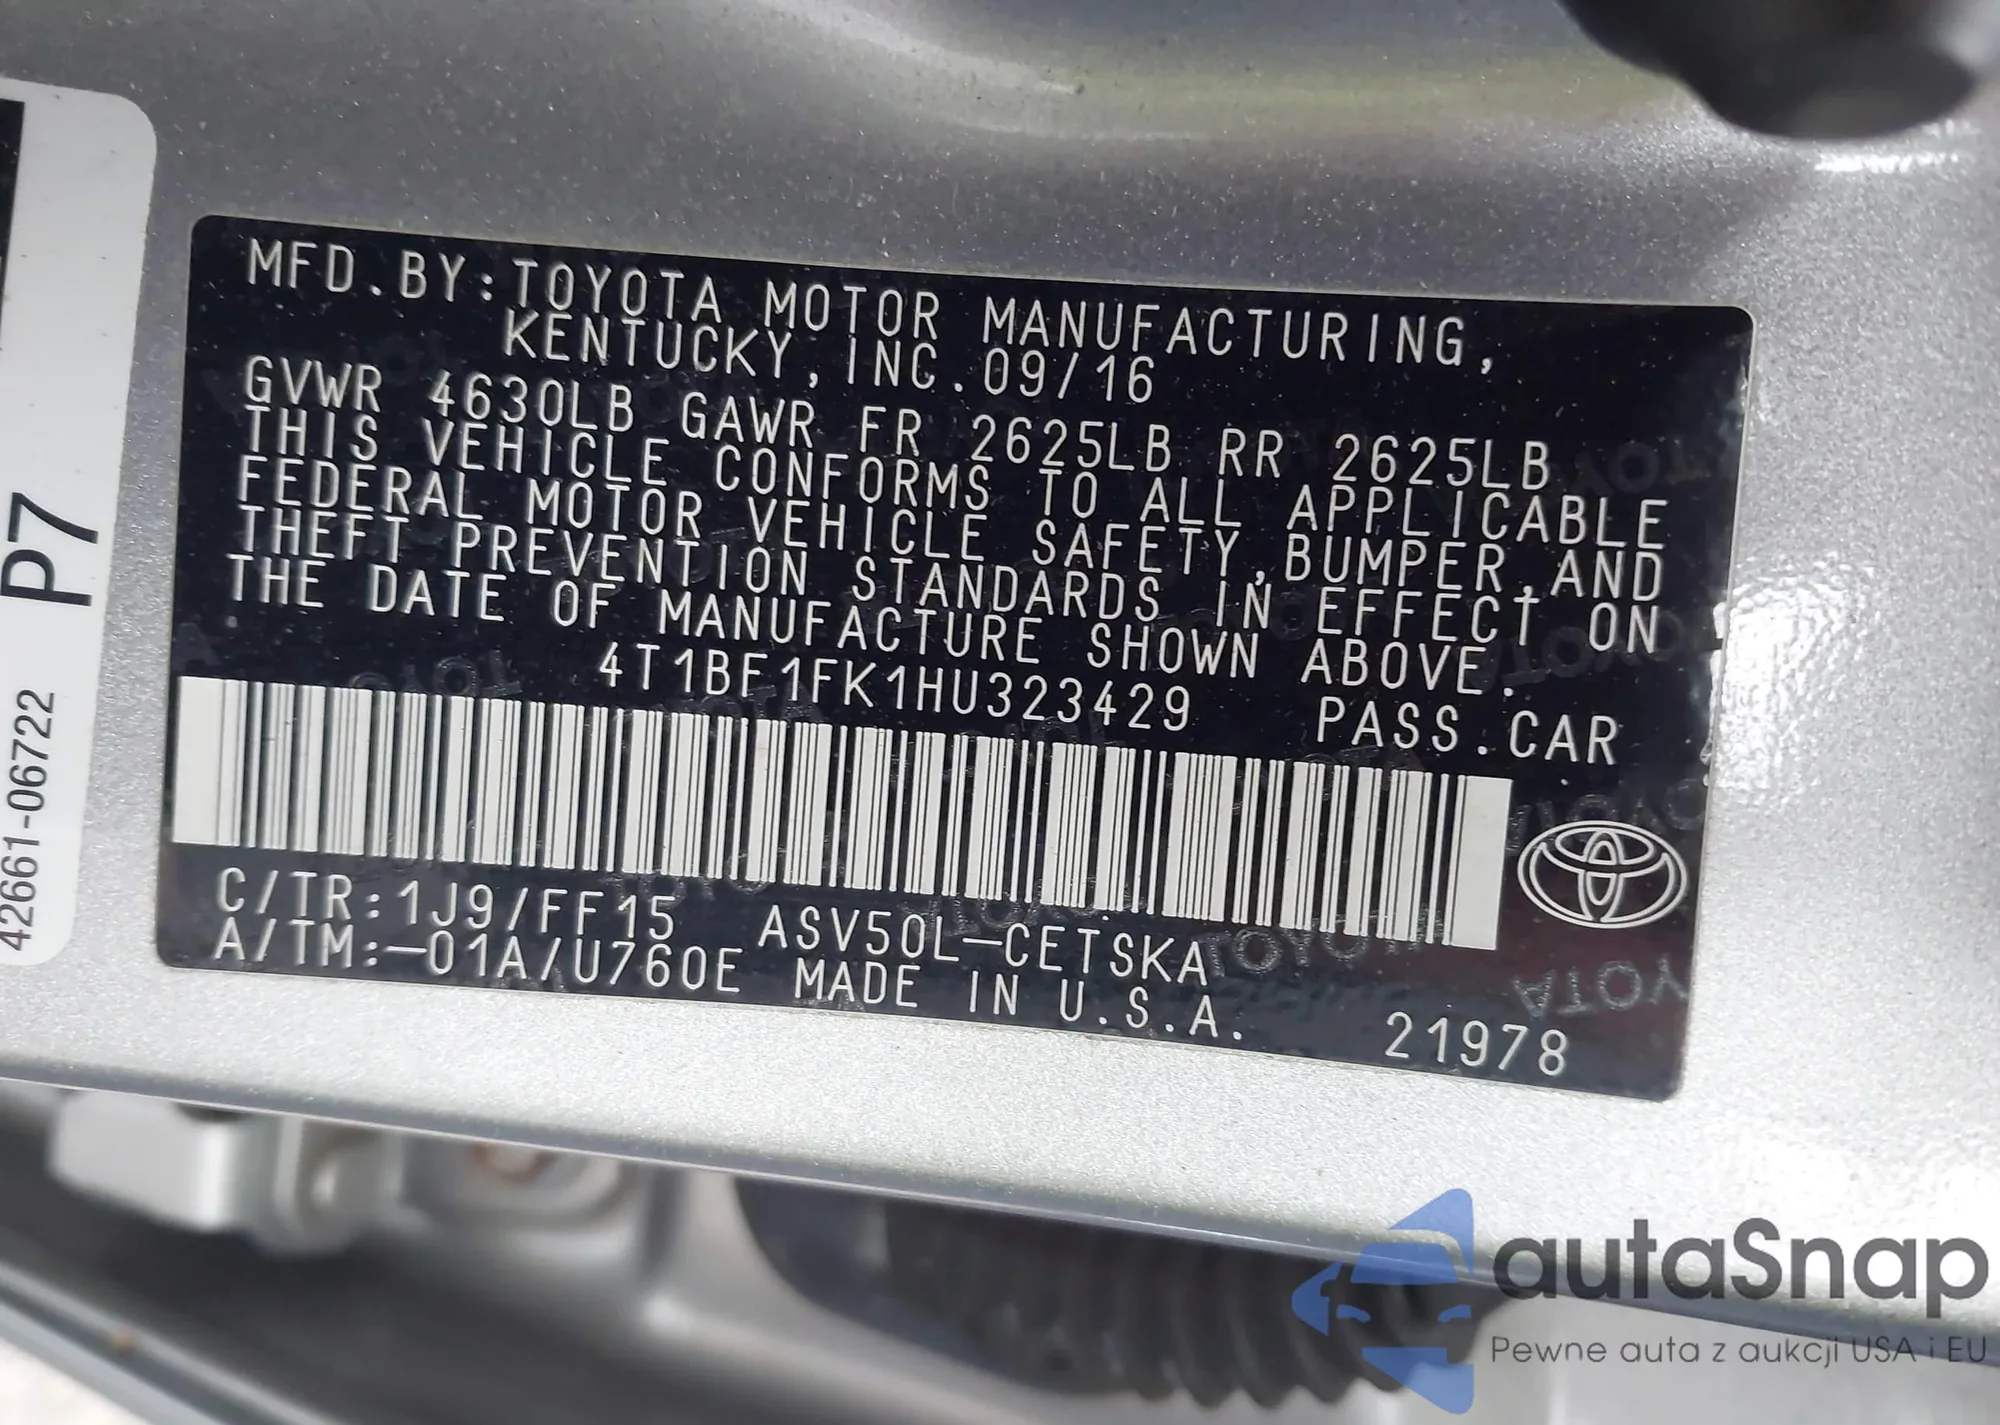 MFD.BY:TOYOTA MOTOR MANUFACTURING,
KENTUCKY,INC.09/16
GVWR 4630LB GAWR FR 2625LB RR 2625LB
THIS VEHICLE CONFORMS TO ALL APPLICABLE
FEDERAL MOTOR VEHICLE SAFETY,BUMPER,AND
THEFT PREVENTION STANDARDS IN EFFECT ON
THE DATE OF MANUFACTURE SHOWN ABOVE.
4T1BF1FK1HU323429 PASS.CAR
C/TR:1J9/FF15 ASV50L-CETSKA
A/TM:-01A/U760E MADE IN U.S.A.
21978
P7
42661-06722
autaSnap
Pewne auta z aukcji USA i EU